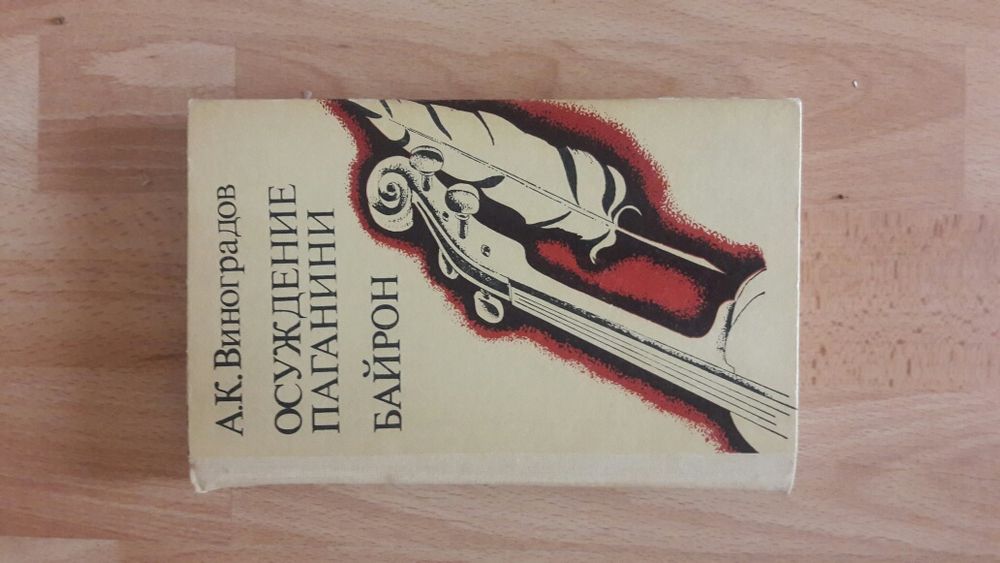 А.К.Виноградов
ОСУЖДЕНИЕ
ПАГАНИНИ
БАЙРОН